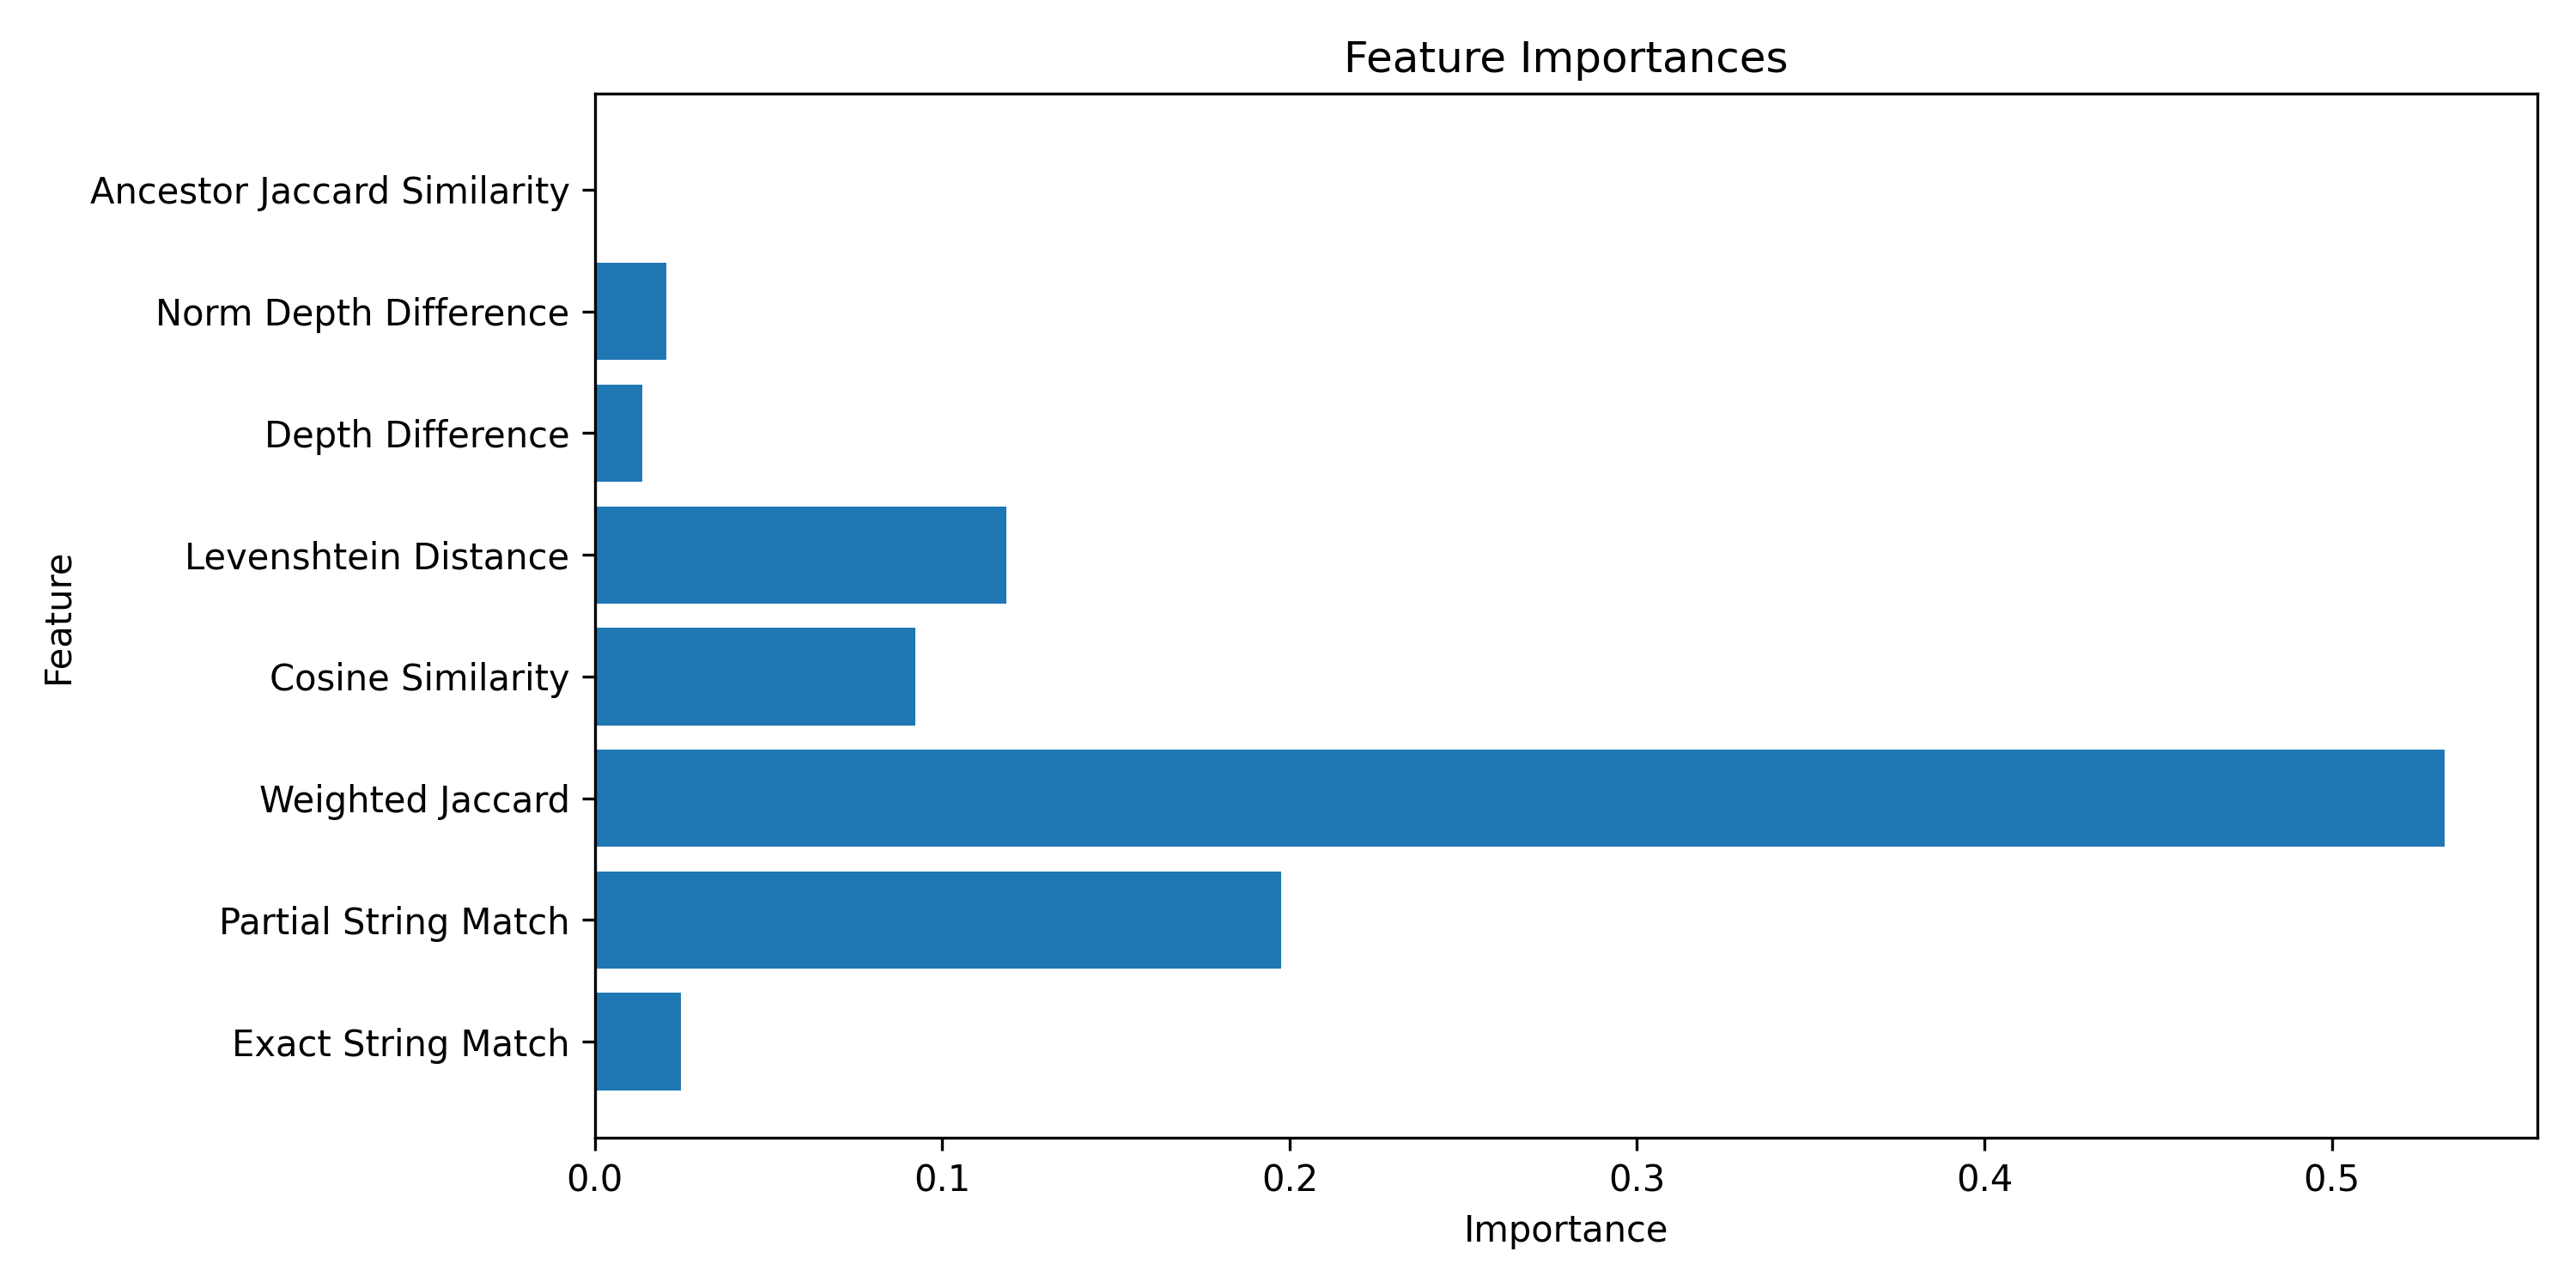 Feature Importances
Feature
Ancestor Jaccard Similarity
Norm Depth Difference
Depth Difference
Levenshtein Distance
Cosine Similarity
Weighted Jaccard
Partial String Match
Exact String Match
0.0 0.1 0.2 0.3 0.4 0.5
Importance